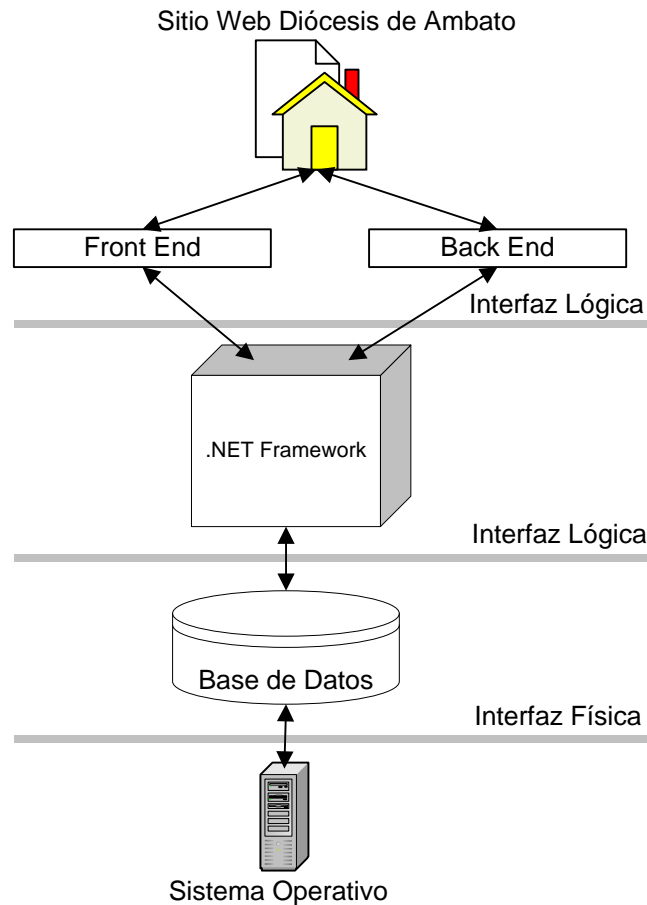 Sitio Web Diócesis de Ambato
Front End
Back End
Interfaz Lógica
.NET Framework
Interfaz Lógica
Base de Datos
Interfaz Física
Sistema Operativo